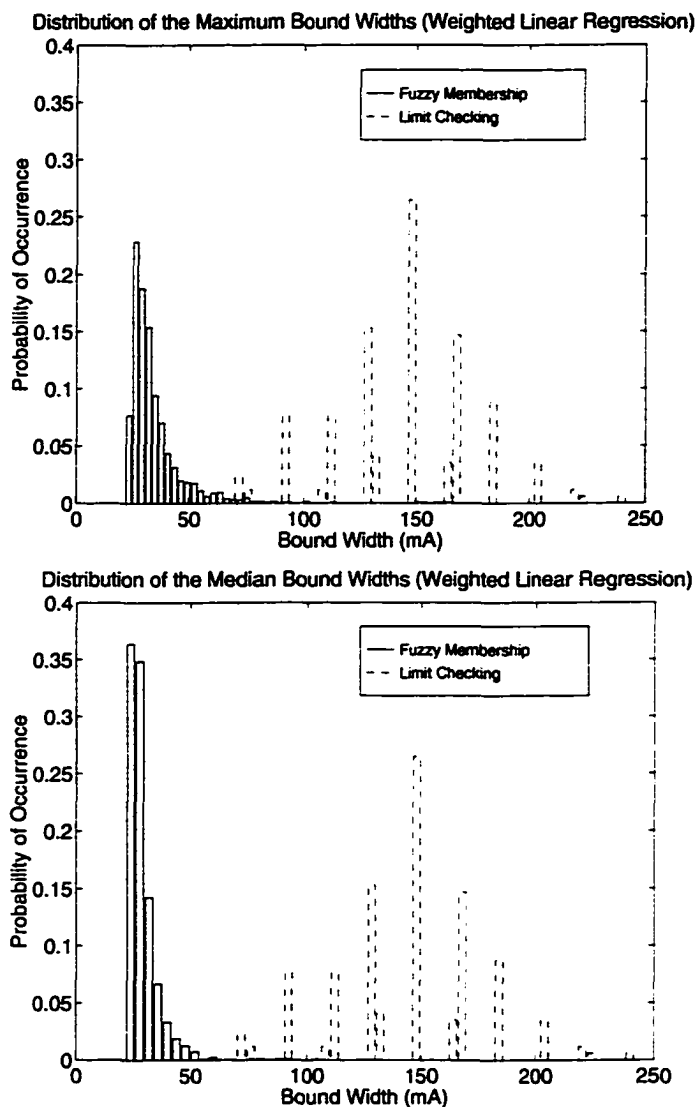 Distribution of the Maximum Bound Widths (Weighted Linear Regression)
0.4
0.35
0.3
0.25
0.2
0.15
0.1
0.05
0
Probability of Occurrence
Fuzzy Membership
Limit Checking
0 50 100 150 200 250
Bound Width (mA)
Distribution of the Median Bound Widths (Weighted Linear Regression)
0.4
0.35
0.3
0.25
0.2
0.15
0.1
0.05
0
Probability of Occurrence
Fuzzy Membership
Limit Checking
0 50 100 150 200 250
Bound Width (mA)